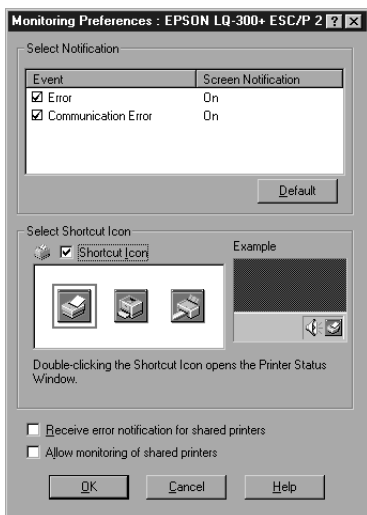 Monitoring Preferences : EPSON LQ-300+ ESC/P 2
Select Notification
Event Screen Notification
Error On
Communication Error On
Default
Select Shortcut Icon
Shortcut Icon Example
Double-clicking the Shortcut Icon opens the Printer Status
Window.
Receive error notification for shared printers
Allow monitoring of shared printers
OK Cancel Help